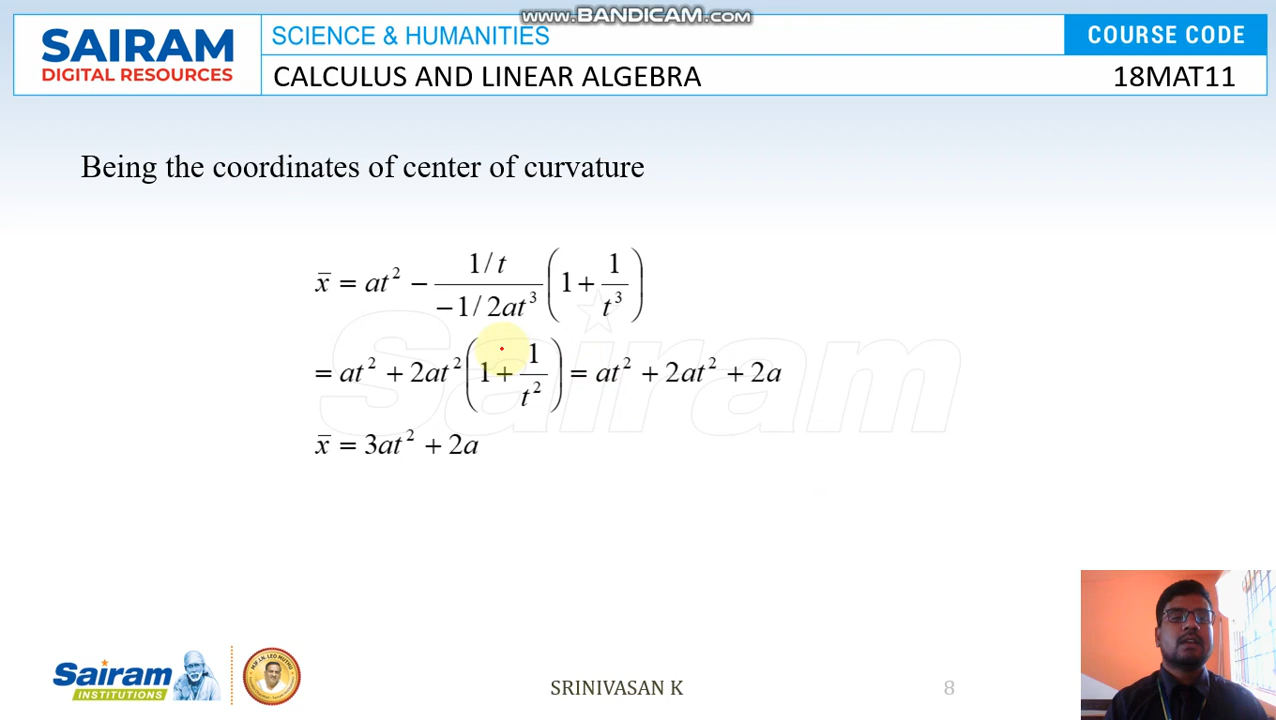 www.BANDICAM.com
SAIRAM
DIGITAL RESOURCES
SCIENCE & HUMANITIES
COURSE CODE
CALCULUS AND LINEAR ALGEBRA
18MAT11
Being the coordinates of center of curvature
x̄ = at² − (1/t)/(−1/2at³) (1 + 1/t³)
= at² + 2at² (1 + 1/t²) = at² + 2at² + 2a
x̄ = 3at² + 2a
Sairam
Sairam
INSTITUTIONS
SRINIVASAN K
8